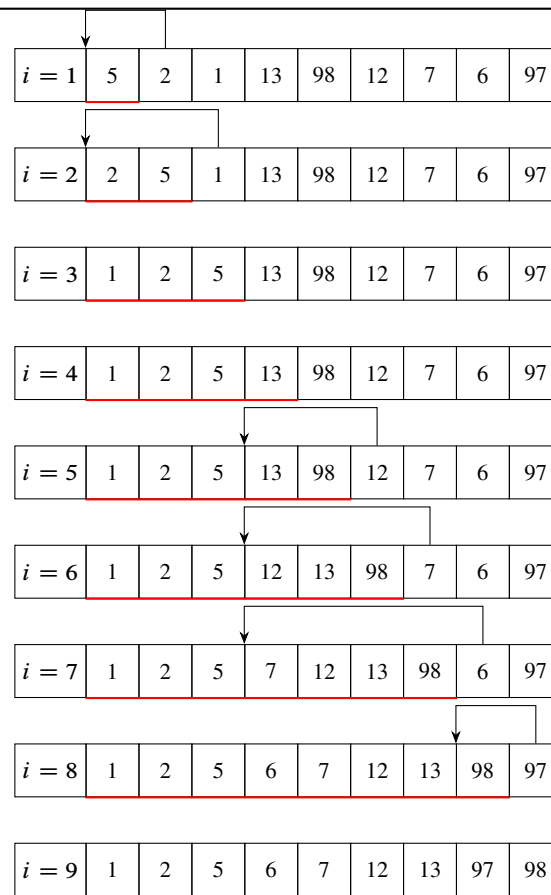 i = 1 5 2 1 13 98 12 7 6 97
i = 2 2 5 1 13 98 12 7 6 97
i = 3 1 2 5 13 98 12 7 6 97
i = 4 1 2 5 13 98 12 7 6 97
i = 5 1 2 5 13 98 12 7 6 97
i = 6 1 2 5 12 13 98 7 6 97
i = 7 1 2 5 7 12 13 98 6 97
i = 8 1 2 5 6 7 12 13 98 97
i = 9 1 2 5 6 7 12 13 97 98